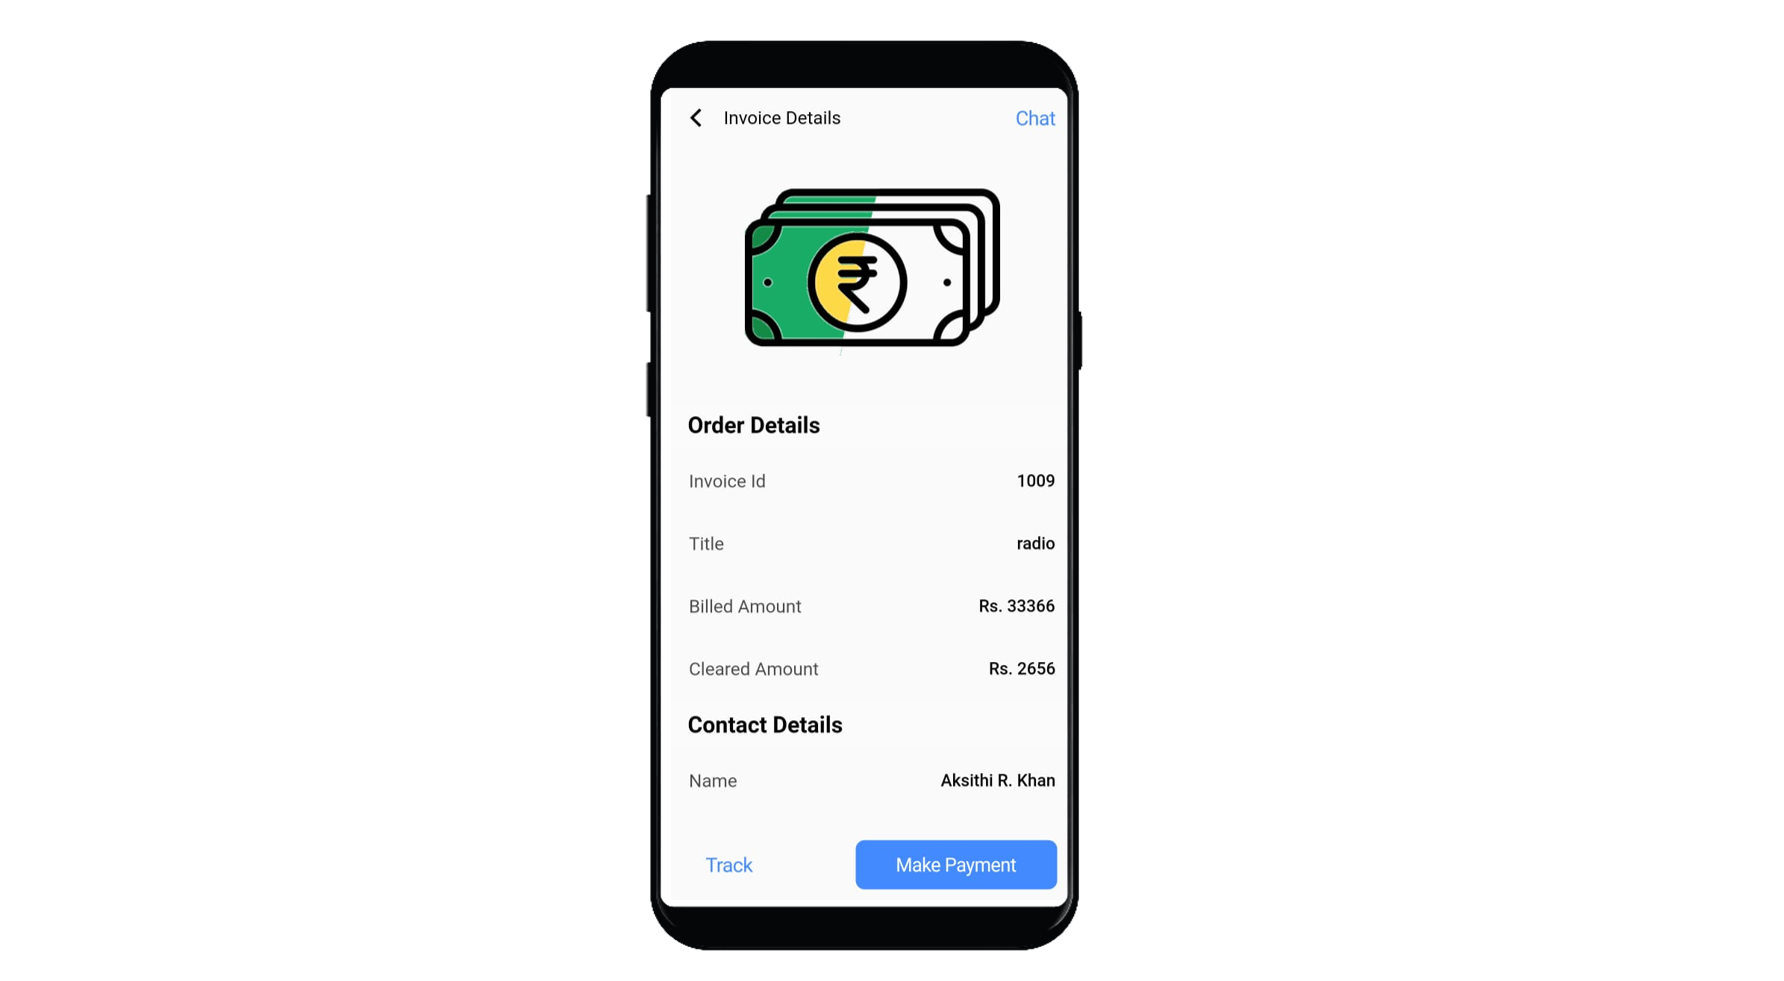 Invoice Details Chat
₹
Order Details
Invoice Id 1009
Title radio
Billed Amount Rs. 33366
Cleared Amount Rs. 2656
Contact Details
Name Aksithi R. Khan
Track Make Payment